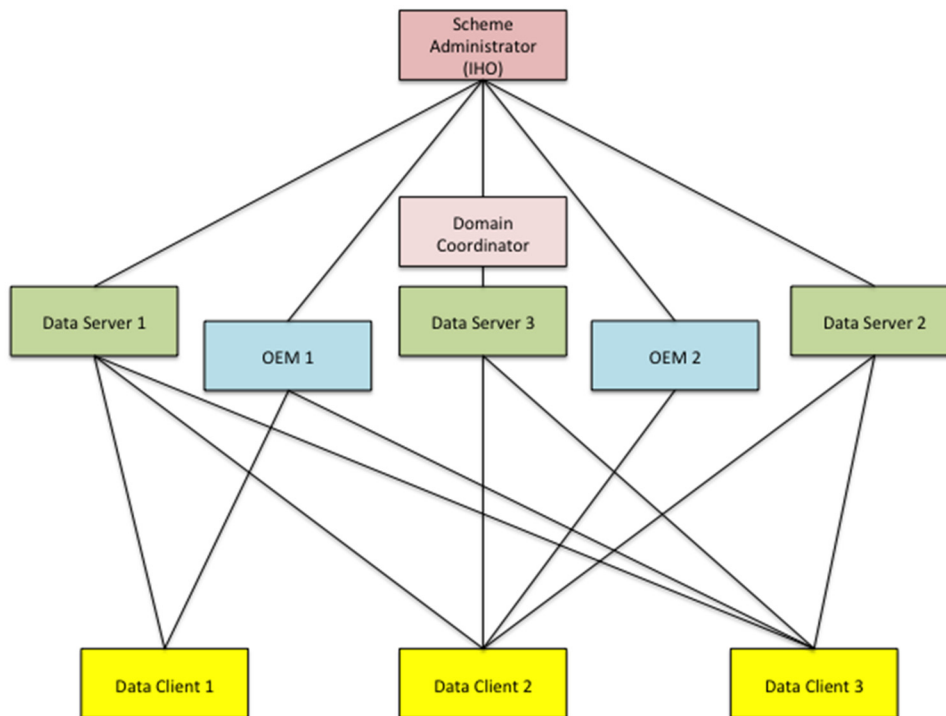 Scheme
Administrator
(IHO)
Domain
Coordinator
Data Server 1
Data Server 3
Data Server 2
OEM 1
OEM 2
Data Client 1
Data Client 2
Data Client 3